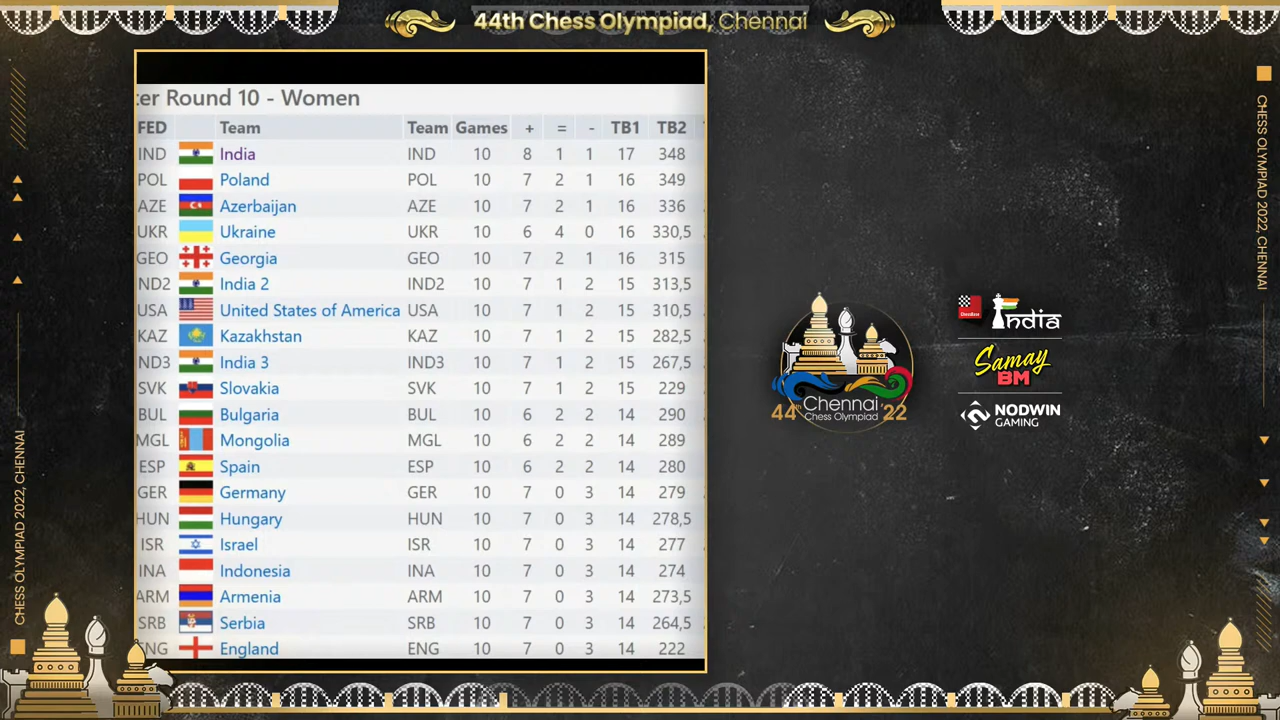 44th Chess Olympiad, Chennai
er Round 10 - Women
FED Team Team Games + = - TB1 TB2
IND India IND 10 8 1 1 17 348
POL Poland POL 10 7 2 1 16 349
AZE Azerbaijan AZE 10 7 2 1 16 336
UKR Ukraine UKR 10 6 4 0 16 330,5
GEO Georgia GEO 10 7 2 1 16 315
ND2 India 2 IND2 10 7 1 2 15 313,5
USA United States of America USA 10 7 1 2 15 310,5
KAZ Kazakhstan KAZ 10 7 1 2 15 282,5
ND3 India 3 IND3 10 7 1 2 15 267,5
SVK Slovakia SVK 10 7 1 2 15 229
BUL Bulgaria BUL 10 6 2 2 14 290
MGL Mongolia MGL 10 6 2 2 14 289
ESP Spain ESP 10 6 2 2 14 280
GER Germany GER 10 7 0 3 14 279
HUN Hungary HUN 10 7 0 3 14 278,5
ISR Israel ISR 10 7 0 3 14 277
INA Indonesia INA 10 7 0 3 14 274
ARM Armenia ARM 10 7 0 3 14 273,5
SRB Serbia SRB 10 7 0 3 14 264,5
NG England ENG 10 7 0 3 14 222
44th Chennai '22
Chess Olympiad
India
Samay
BM
NODWIN
GAMING
CHESS OLYMPIAD 2022, CHENNAI
CHESS OLYMPIAD 2022, CHENNAI